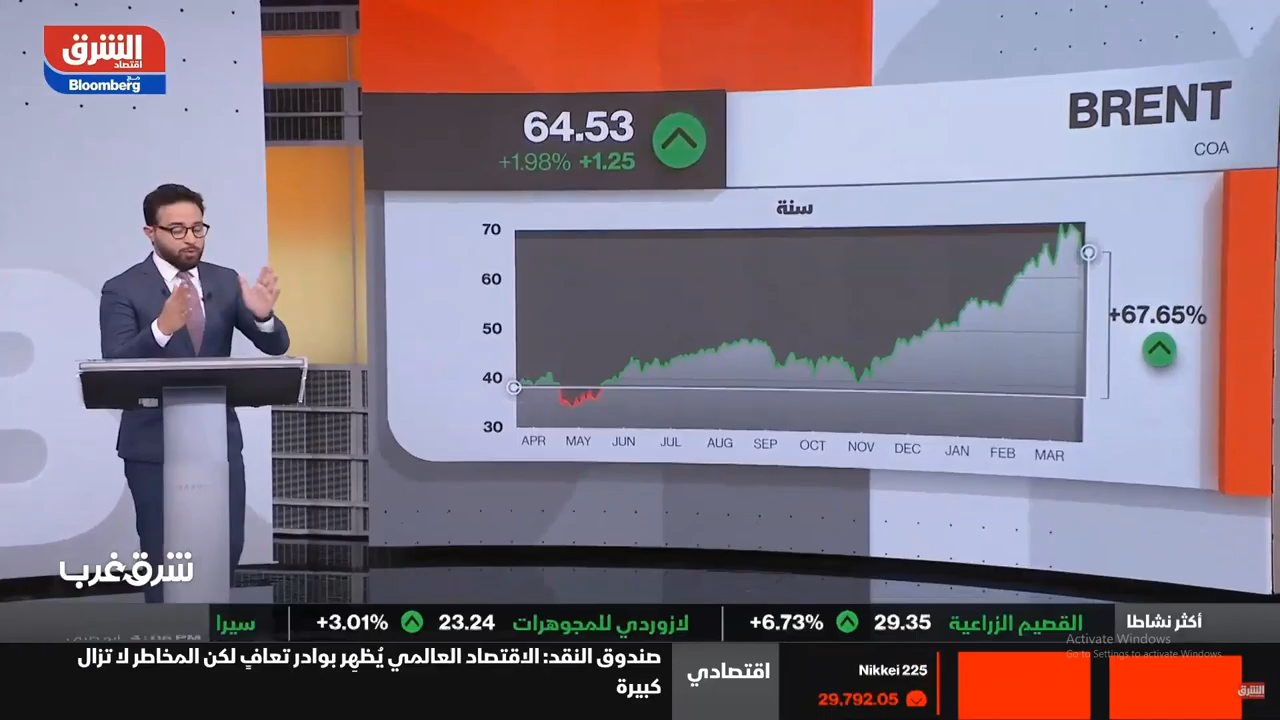 الشرق
اقتصاد
مع
Bloomberg
64.53
+1.98% +1.25
BRENT
COA
سنة
70
60
50
40
30
APR MAY JUN JUL AUG SEP OCT NOV DEC JAN FEB MAR
+67.65%
شرق غرب
أكثر نشاطا
القصيم الزراعية 29.35 +6.73%
لازوردي للمجوهرات 23.24 +3.01%
سيرا
Activate Windows
Go to Settings to activate Windows.
اقتصادي
صندوق النقد: الاقتصاد العالمي يُظهِر بوادر تعافٍ لكن المخاطر لا تزال
كبيرة
Nikkei 225
29,792.05
الشرق